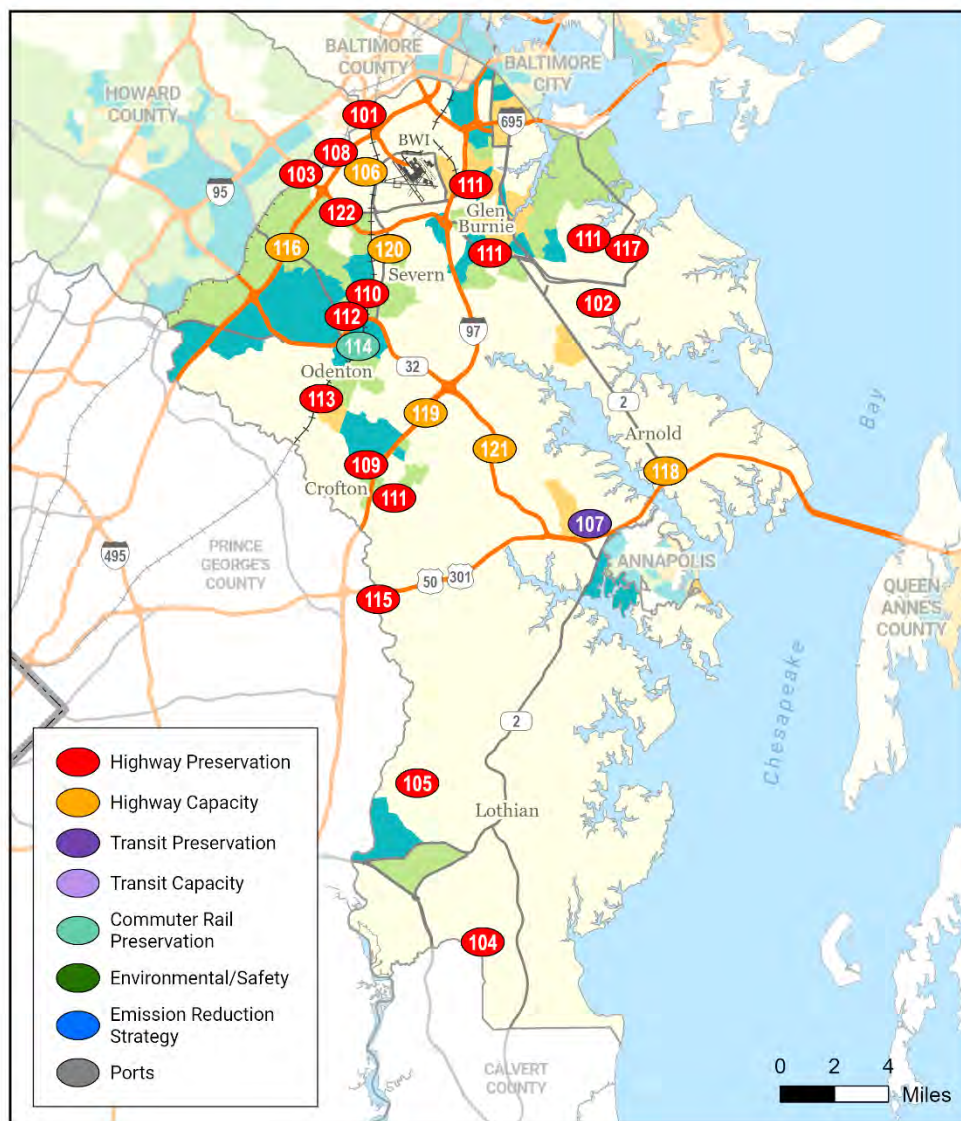 BALTIMORE
COUNTY
BALTIMORE
CITY
HOWARD
COUNTY
101
695
BWI
108
103
106
111
95
Glen
Burnie
122
116
120
111
111
117
Severn
110
102
112
97
114
32
Odenton
113
2
119
Arnold
121
Bay
118
109
Crofton
111
107
495
PRINCE
GEORGE'S
COUNTY
ANNAPOLIS
50
301
115
QUEEN
ANNE'S
COUNTY
Chesapeake
2
105
Lothian
104
CALVERT
COUNTY
Highway Preservation
Highway Capacity
Transit Preservation
Transit Capacity
Commuter Rail
Preservation
Environmental/Safety
Emission Reduction
Strategy
Ports
0 2 4
Miles